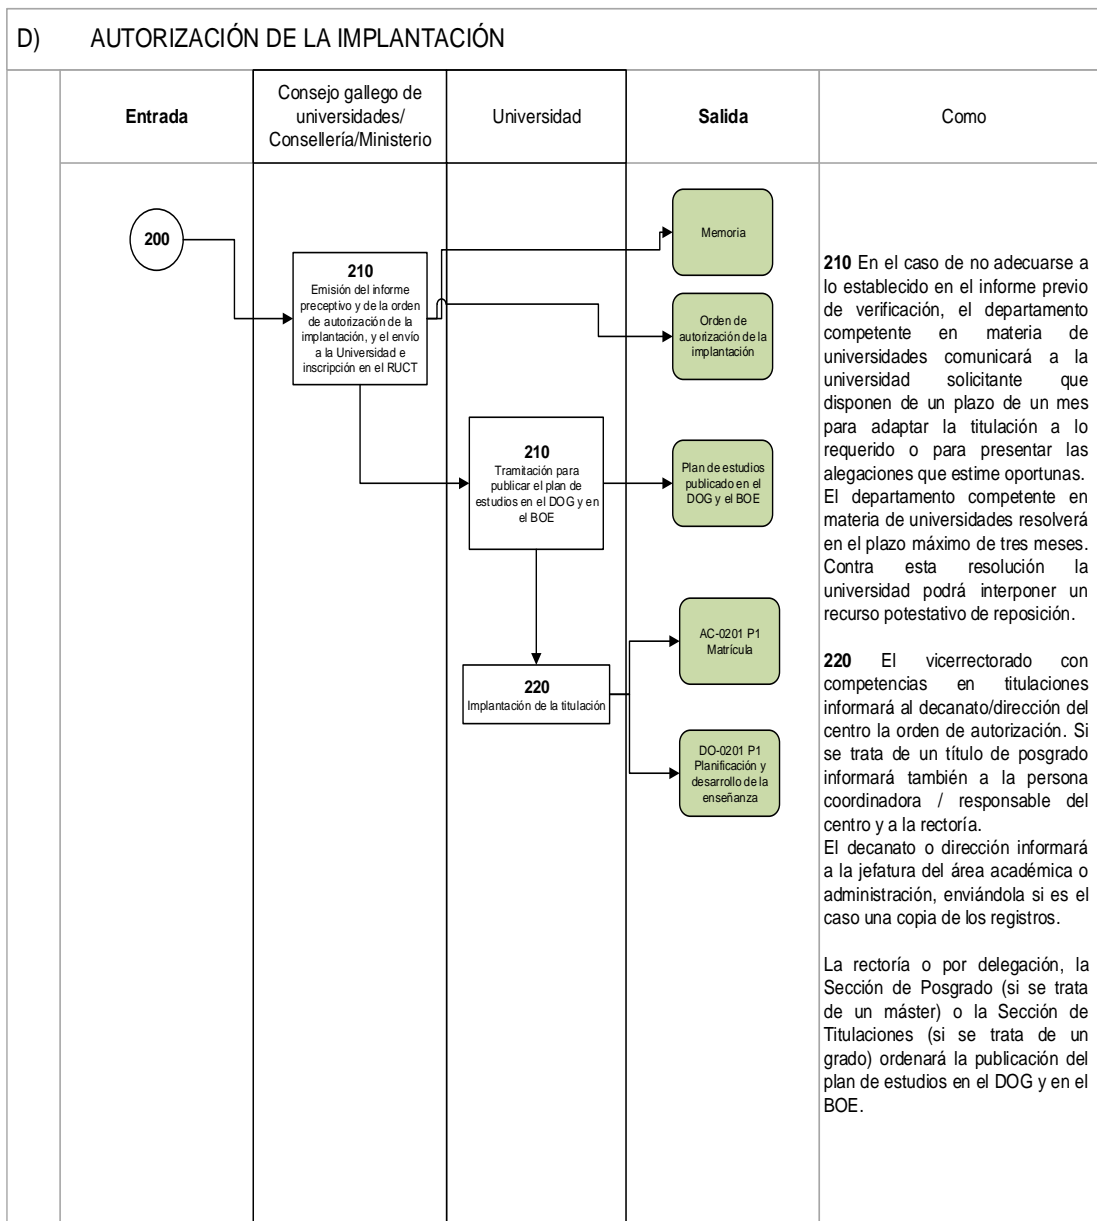 D) AUTORIZACIÓN DE LA IMPLANTACIÓN
Entrada
Consejo gallego de
universidades/
Consellería/Ministerio
Universidad
Salida
Como
200
210
Emisión del informe
preceptivo y de la orden
de autorización de la
implantación, y el envío
a la Universidad e
inscripción en el RUCT
Memoria
Orden de
autorización de la
implantación
210
Tramitación para
publicar el plan de
estudios en el DOG y en
el BOE
Plan de estudios
publicado en el
DOG y el BOE
220
Implantación de la titulación
AC-0201 P1
Matrícula
DO-0201 P1
Planificación y
desarrollo de la
enseñanza
210 En el caso de no adecuarse a
lo establecido en el informe previo
de verificación, el departamento
competente en materia de
universidades comunicará a la
universidad solicitante que
disponen de un plazo de un mes
para adaptar la titulación a lo
requerido o para presentar las
alegaciones que estime oportunas.
El departamento competente en
materia de universidades resolverá
en el plazo máximo de tres meses.
Contra esta resolución la
universidad podrá interponer un
recurso potestativo de reposición.
220 El vicerrectorado con
competencias en titulaciones
informará al decanato/dirección del
centro la orden de autorización. Si
se trata de un título de posgrado
informará también a la persona
coordinadora / responsable del
centro y a la rectoría.
El decanato o dirección informará
a la jefatura del área académica o
administración, enviándola si es el
caso una copia de los registros.
La rectoría o por delegación, la
Sección de Posgrado (si se trata
de un máster) o la Sección de
Titulaciones (si se trata de un
grado) ordenará la publicación del
plan de estudios en el DOG y en el
BOE.